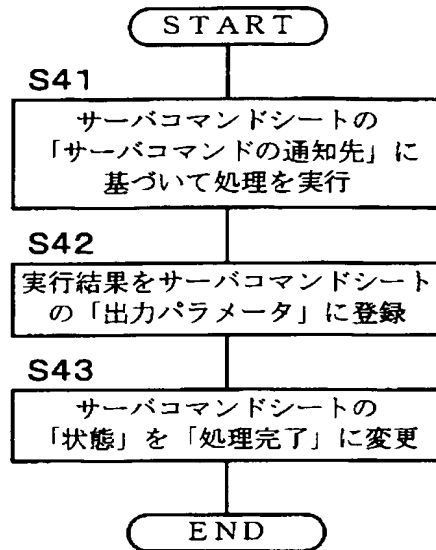 START
S41
サーバコマンドシートの
「サーバコマンドの通知先」に
基づいて処理を実行
S42
実行結果をサーバコマンドシート
の「出力パラメータ」に登録
S43
サーバコマンドシートの
「状態」を「処理完了」に変更
END